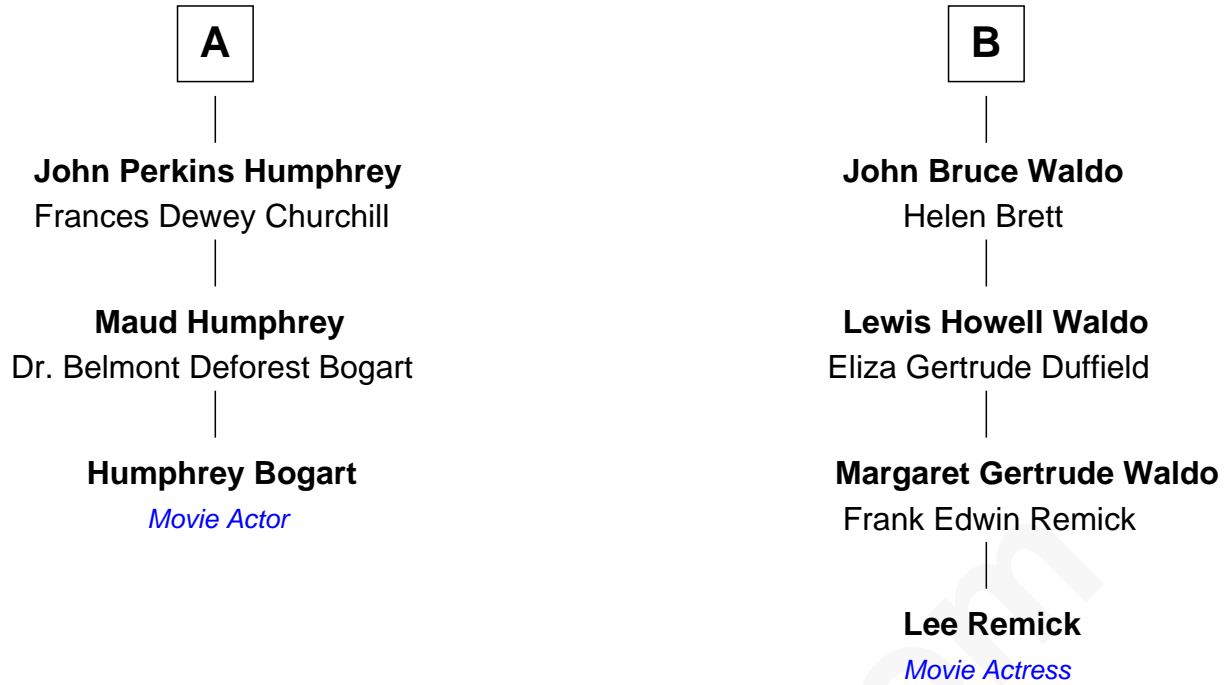 A
B
John Perkins Humphrey
Frances Dewey Churchill
John Bruce Waldo
Helen Brett
Maud Humphrey
Dr. Belmont Deforest Bogart
Lewis Howell Waldo
Eliza Gertrude Duffield
Humphrey Bogart
Movie Actor
Margaret Gertrude Waldo
Frank Edwin Remick
Lee Remick
Movie Actress
om